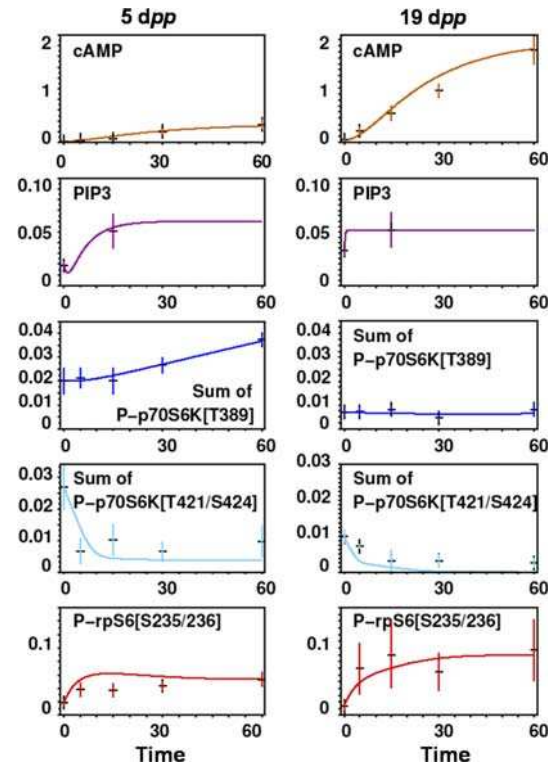 5 dpp 19 dpp
cAMP cAMP
2 2
1 1
0 0
0 30 60 0 30 60
PIP3 PIP3
0.10 0.10
0.05 0.05
0 0
0 30 60 0 30 60
0.04 0.04
0.03 0.03
0.02 0.02
0.01 0.01
0 0
Sum of P-p70S6K[T389] Sum of P-p70S6K[T389]
0 30 60 0 30 60
0.03 0.03
0.02 0.02
0.01 0.01
0 0
Sum of P-p70S6K[T421/S424] Sum of P-p70S6K[T421/S424]
0 30 60 0 30 60
P-rpS6[S235/236] P-rpS6[S235/236]
0.1 0.1
0 0
0 30 60 0 30 60
Time Time